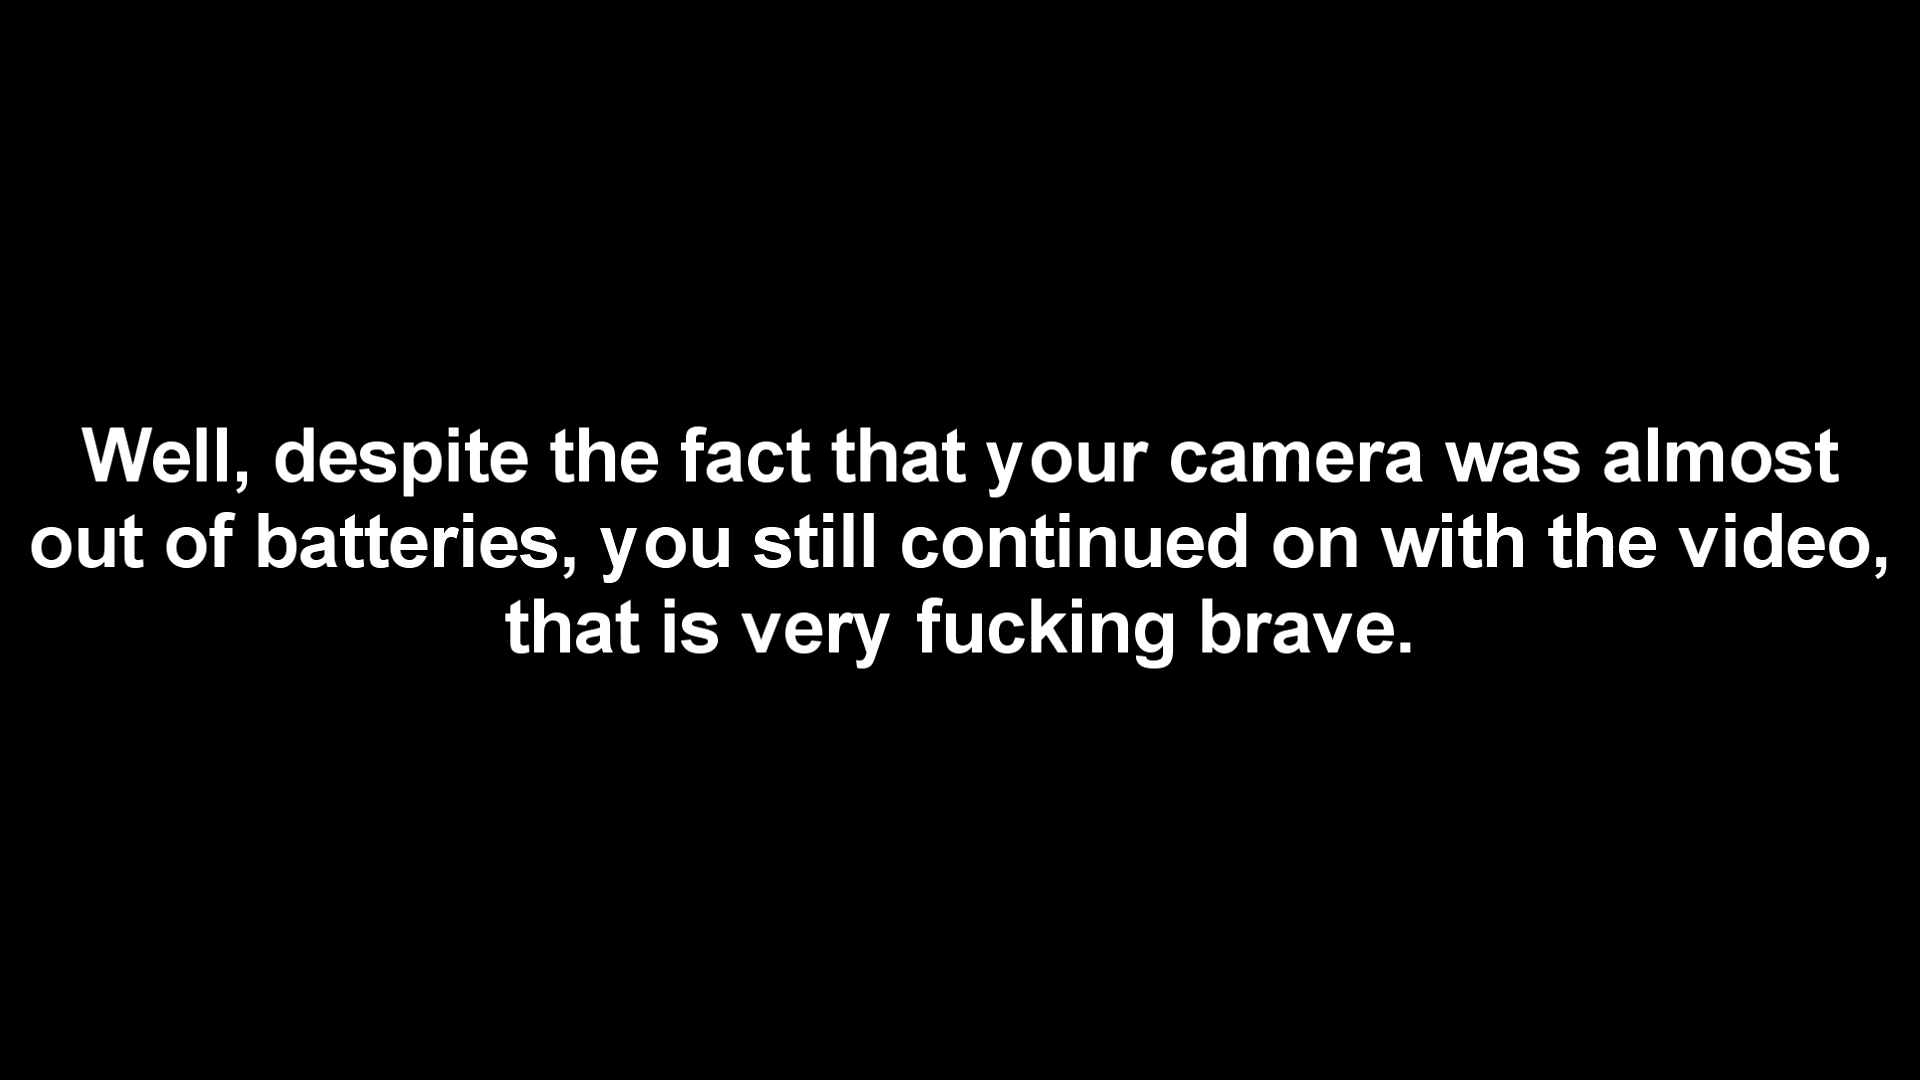 Well, despite the fact that your camera was almost
out of batteries, you still continued on with the video,
that is very fucking brave.